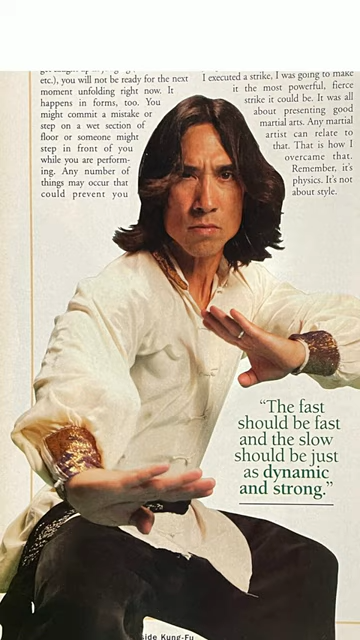 etc.), you will not be ready for the next
moment unfolding right now. It
happens in forms, too. You
might commit a mistake or
step on a wet section of
floor or someone might
step in front of you
while you are perform-
ing. Any number of
things may occur that
could prevent you
I executed a strike, I was going to make
it the most powerful, fierce
strike it could be. It was all
about presenting good
martial arts. Any martial
artist can relate to
that. That is how I
overcame that.
Remember, it's
physics. It's not
about style.
“The fast
should be fast
and the slow
should be just
as dynamic
and strong.”
side Kung-Fu